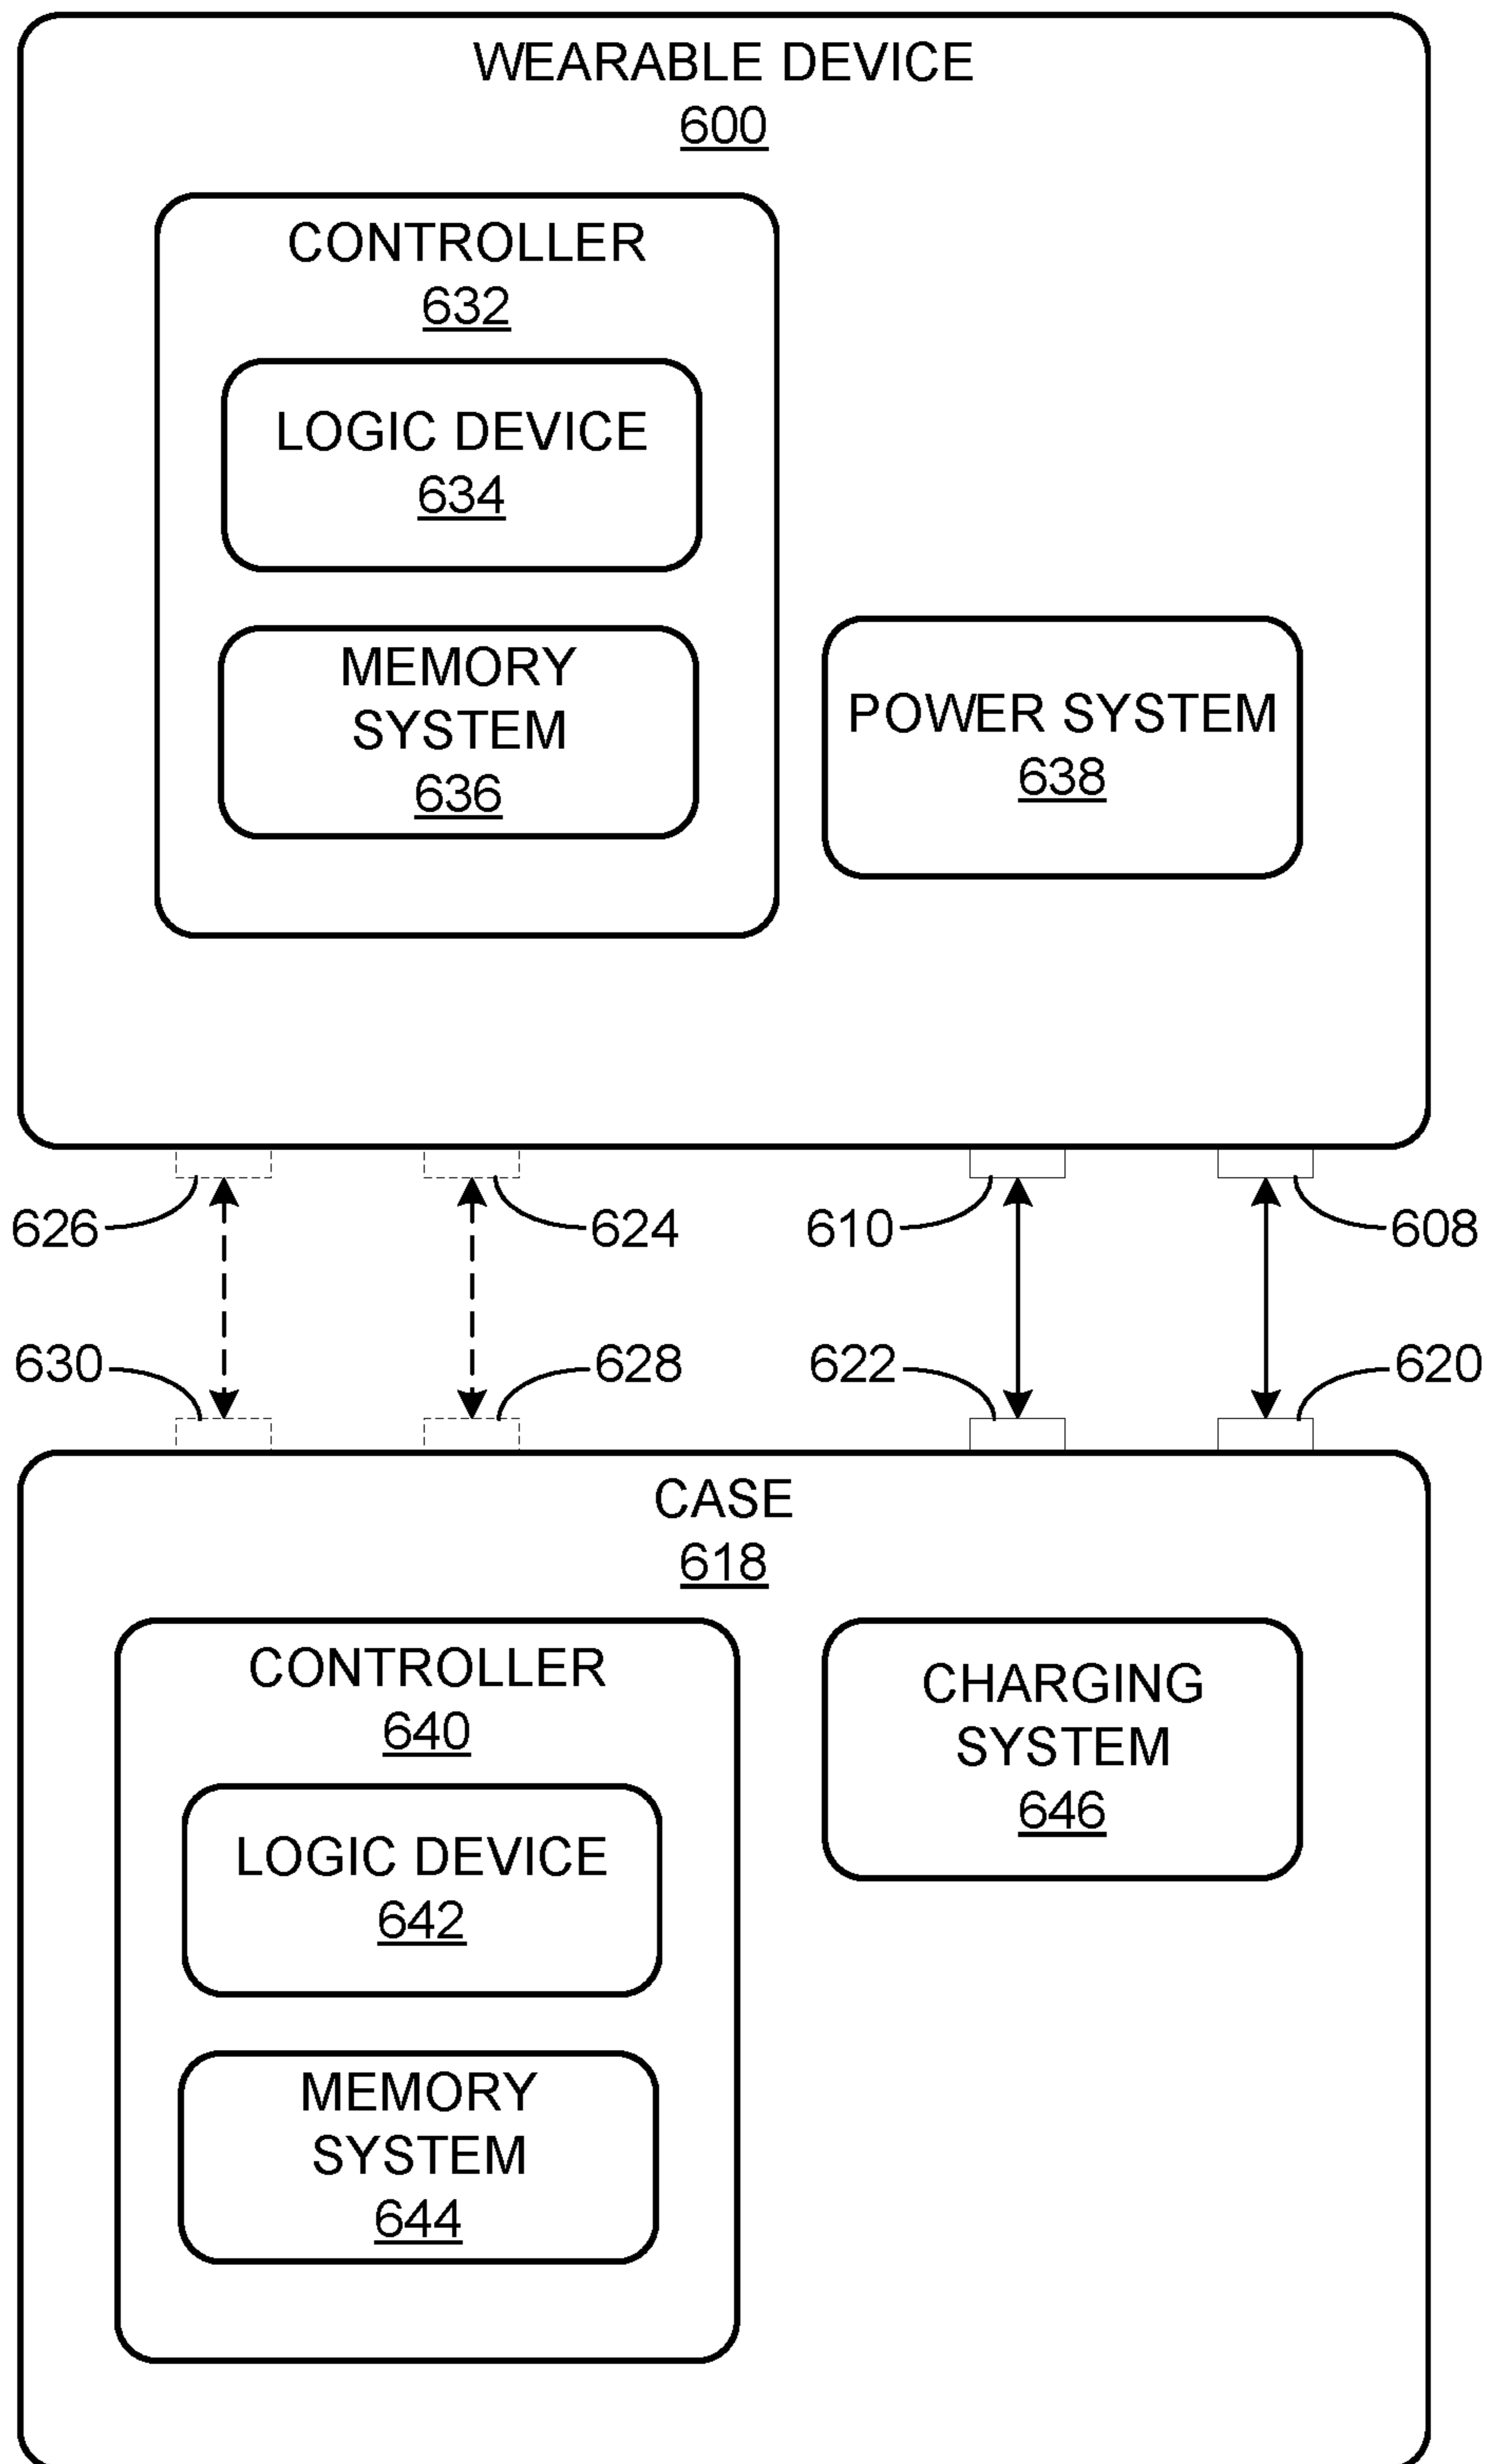 WEARABLE DEVICE
600
CONTROLLER
632
LOGIC DEVICE
634
MEMORY
SYSTEM
636
POWER SYSTEM
638
626
624
610
608
630
628
622
620
CASE
618
CONTROLLER
640
LOGIC DEVICE
642
MEMORY
SYSTEM
644
CHARGING
SYSTEM
646